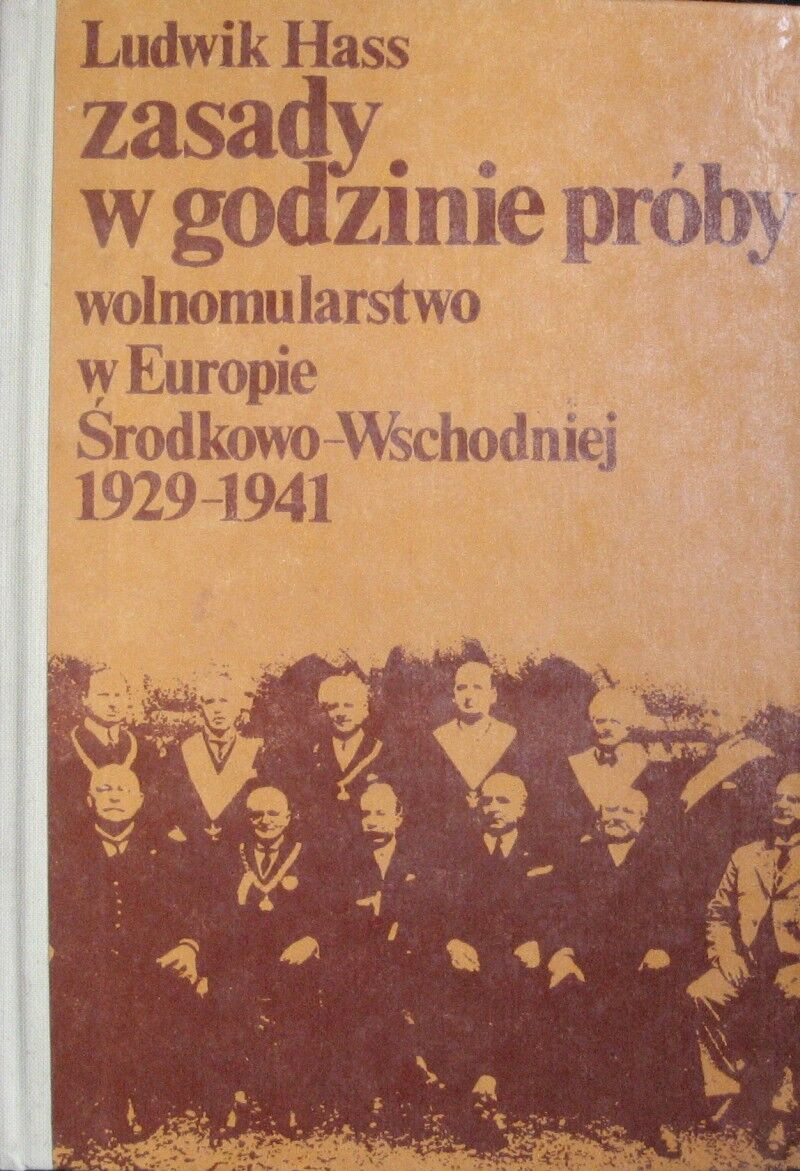 Ludwik Hass
zasady
w godzinie próby
wolnomularstwo
w Europie
Środkowo-Wschodniej
1929-1941